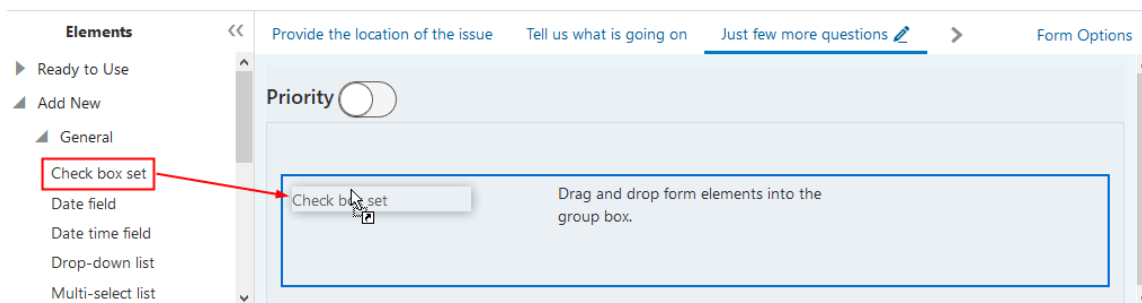 Elements
Provide the location of the issue
Tell us what is going on
Just few more questions
Form Options
Ready to Use
Add New
General
Check box set
Date field
Date time field
Drop-down list
Multi-select list
Priority
Check box set
Drag and drop form elements into the
group box.